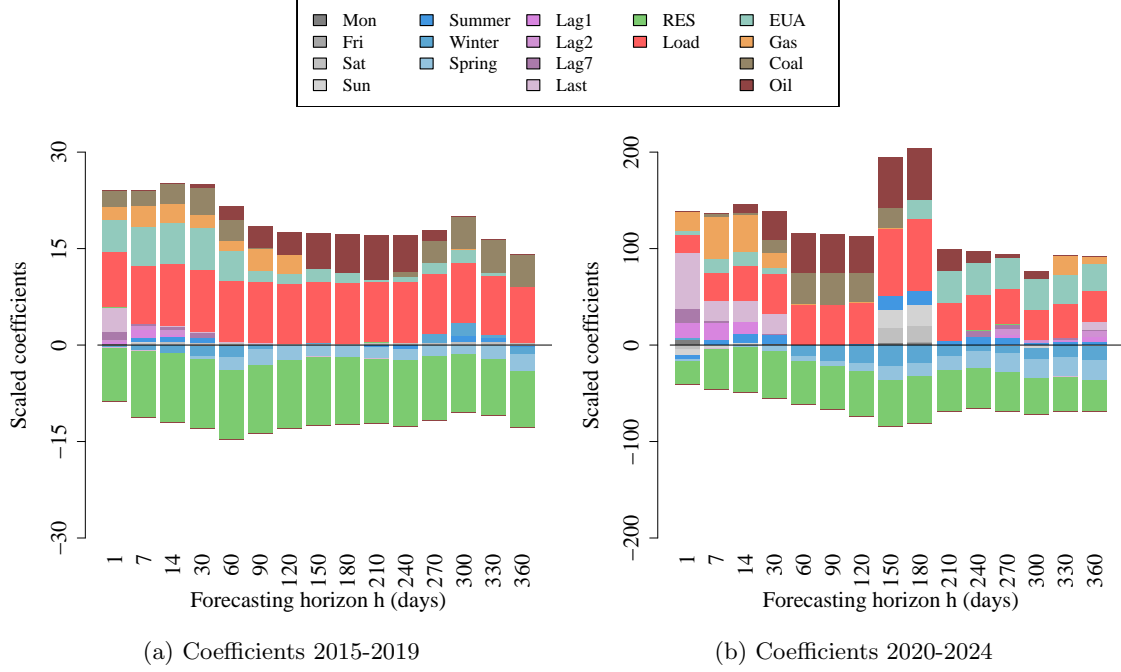 Mon Summer Lag1 RES EUA
Fri Winter Lag2 Load Gas
Sat Spring Lag7 Coal
Sun Last Oil
Scaled coefficients
30
15
0
−15
−30
1 7 14 30 60 90 120 150 180 210 240 270 300 330 360
Forecasting horizon h (days)
(a) Coefficients 2015-2019
Scaled coefficients
200
100
0
−100
−200
1 7 14 30 60 90 120 150 180 210 240 270 300 330 360
Forecasting horizon h (days)
(b) Coefficients 2020-2024